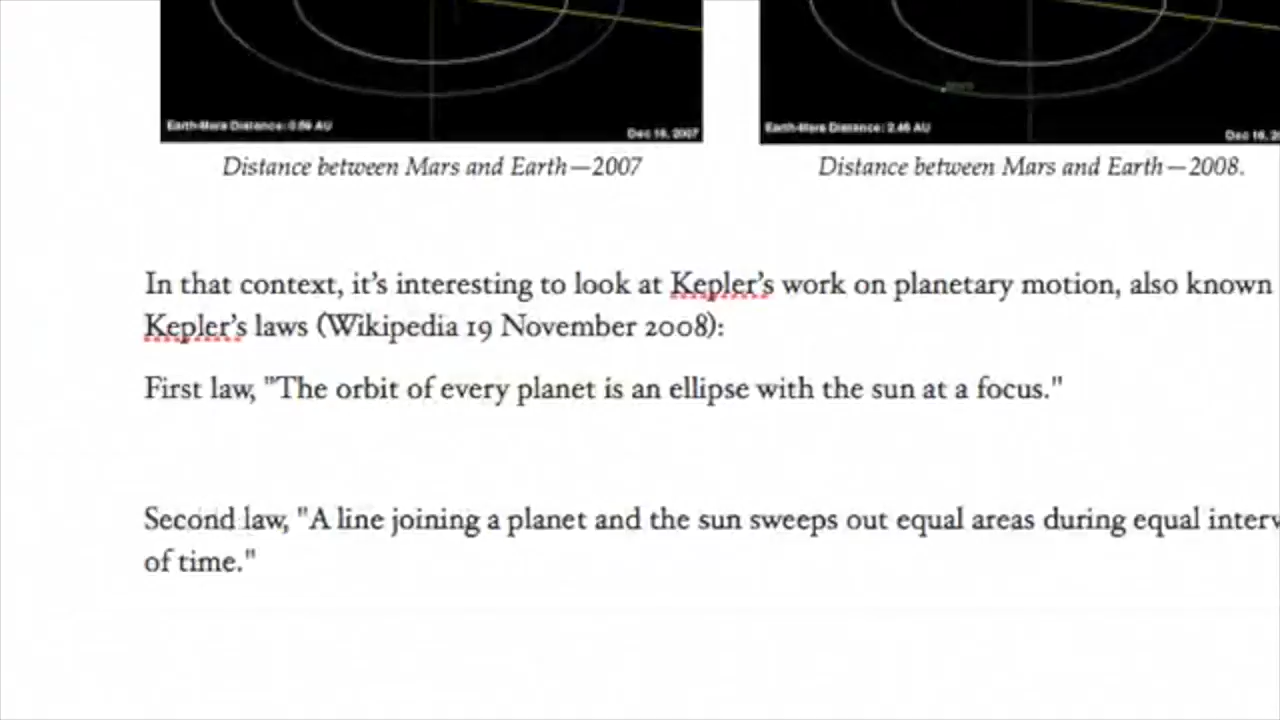 Earth-Mars Distance: 0.59 AU
Dec 16, 2007
Earth-Mars Distance: 2.45 AU
Dec 16,
Distance between Mars and Earth—2007
Distance between Mars and Earth—2008.
In that context, it’s interesting to look at Kepler’s work on planetary motion, also known
Kepler’s laws (Wikipedia 19 November 2008):
First law, "The orbit of every planet is an ellipse with the sun at a focus."
Second law, "A line joining a planet and the sun sweeps out equal areas during equal interv
of time."